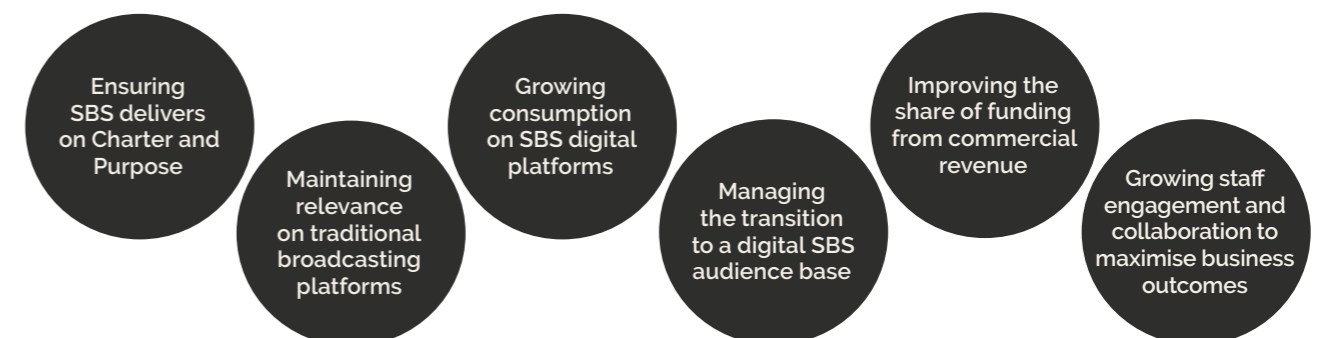 Ensuring
SBS delivers
on Charter and
Purpose
Maintaining
relevance
on traditional
broadcasting
platforms
Growing
consumption
on SBS digital
platforms
Managing
the transition
to a digital SBS
audience base
Improving the
share of funding
from commercial
revenue
Growing staff
engagement and
collaboration to
maximise business
outcomes